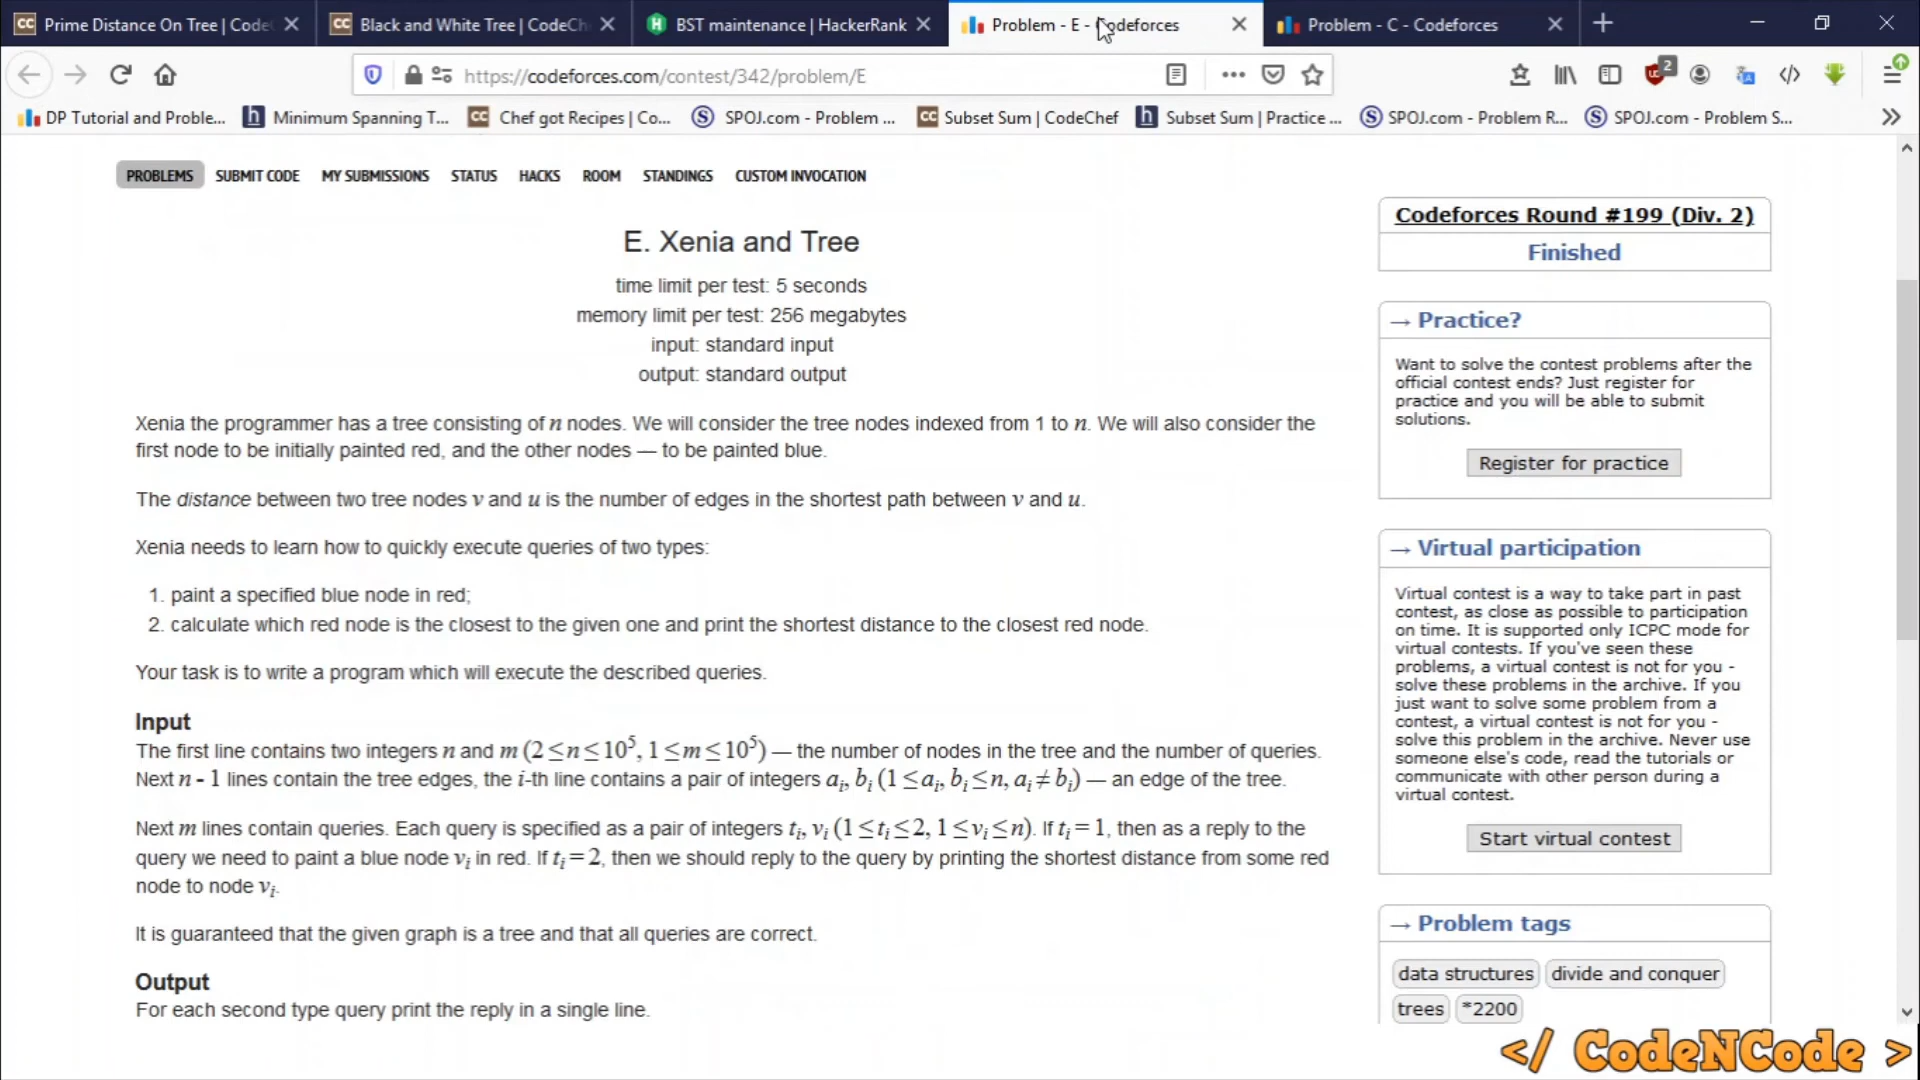 Prime Distance On Tree | Code
Black and White Tree | CodeChe
BST maintenance | HackerRank
Problem - E - Codeforces
Problem - C - Codeforces
https://codeforces.com/contest/342/problem/E
2
DP Tutorial and Proble...
Minimum Spanning T...
Chef got Recipes | Co...
SPOJ.com - Problem ...
Subset Sum | CodeChef
Subset Sum | Practice ...
SPOJ.com - Problem R...
SPOJ.com - Problem S...
PROBLEMS SUBMIT CODE MY SUBMISSIONS STATUS HACKS ROOM STANDINGS CUSTOM INVOCATION
E. Xenia and Tree
time limit per test: 5 seconds
memory limit per test: 256 megabytes
input: standard input
output: standard output
Xenia the programmer has a tree consisting of n nodes. We will consider the tree nodes indexed from 1 to n. We will also consider the
first node to be initially painted red, and the other nodes — to be painted blue.
The distance between two tree nodes v and u is the number of edges in the shortest path between v and u.
Xenia needs to learn how to quickly execute queries of two types:
1. paint a specified blue node in red;
2. calculate which red node is the closest to the given one and print the shortest distance to the closest red node.
Your task is to write a program which will execute the described queries.
Input
The first line contains two integers n and m (2 ≤ n ≤ 10⁵, 1 ≤ m ≤ 10⁵) — the number of nodes in the tree and the number of queries.
Next n - 1 lines contain the tree edges, the i-th line contains a pair of integers aᵢ, bᵢ (1 ≤ aᵢ, bᵢ ≤ n, aᵢ ≠ bᵢ) — an edge of the tree.
Next m lines contain queries. Each query is specified as a pair of integers tᵢ, vᵢ (1 ≤ tᵢ ≤ 2, 1 ≤ vᵢ ≤ n). If tᵢ = 1, then as a reply to the
query we need to paint a blue node vᵢ in red. If tᵢ = 2, then we should reply to the query by printing the shortest distance from some red
node to node vᵢ.
It is guaranteed that the given graph is a tree and that all queries are correct.
Output
For each second type query print the reply in a single line.
Codeforces Round #199 (Div. 2)
Finished
→ Practice?
Want to solve the contest problems after the
official contest ends? Just register for
practice and you will be able to submit
solutions.
Register for practice
→ Virtual participation
Virtual contest is a way to take part in past
contest, as close as possible to participation
on time. It is supported only ICPC mode for
virtual contests. If you've seen these
problems, a virtual contest is not for you -
solve these problems in the archive. If you
just want to solve some problem from a
contest, a virtual contest is not for you -
solve this problem in the archive. Never use
someone else's code, read the tutorials or
communicate with other person during a
virtual contest.
Start virtual contest
→ Problem tags
data structures divide and conquer
trees *2200
</ CodeNCode >